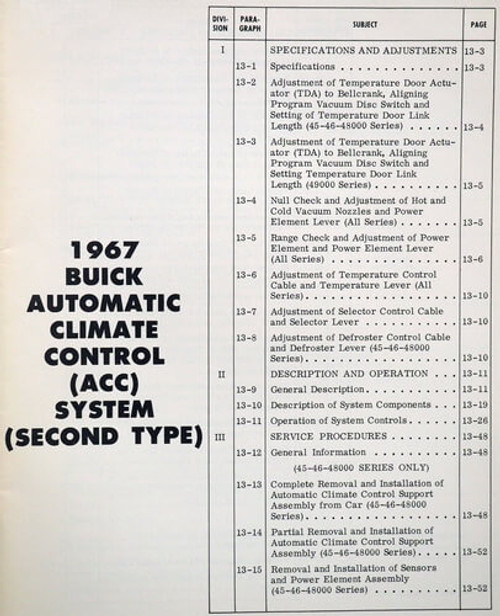 1967
BUICK
AUTOMATIC
CLIMATE
CONTROL
(ACC)
SYSTEM
(SECOND TYPE)
DIVI-SION PARA-GRAPH SUBJECT PAGE
I SPECIFICATIONS AND ADJUSTMENTS 13-3
13-1 Specifications . . . . . . . . . . . . . 13-3
13-2 Adjustment of Temperature Door Actu-
ator (TDA) to Bellcrank, Aligning
Program Vacuum Disc Switch and
Setting of Temperature Door Link
Length (45-46-48000 Series) . . . . . . 13-4
13-3 Adjustment of Temperature Door Actu-
ator (TDA) to Bellcrank, Aligning
Program Vacuum Disc Switch and
Setting Temperature Door Link
Length (49000 Series) . . . . . . . . . . 13-5
13-4 Null Check and Adjustment of Hot and
Cold Vacuum Nozzles and Power
Element Lever (All Series) . . . . . . . 13-5
13-5 Range Check and Adjustment of Power
Element and Power Element Lever
(All Series) . . . . . . . . . . . . . . 13-6
13-6 Adjustment of Temperature Control
Cable and Temperature Lever (All
Series) . . . . . . . . . . . . . . . . . 13-10
13-7 Adjustment of Selector Control Cable
and Selector Lever . . . . . . . . . . . 13-10
13-8 Adjustment of Defroster Control Cable
and Defroster Lever (45-46-48000
Series) . . . . . . . . . . . . . . . . . 13-10
II DESCRIPTION AND OPERATION . . . 13-11
13-9 General Description . . . . . . . . . . . 13-11
13-10 Description of System Components . . . 13-19
13-11 Operation of System Controls . . . . . . 13-26
III SERVICE PROCEDURES . . . . . . . . 13-48
13-12 General Information . . . . . . . . . . 13-48
(45-46-48000 SERIES ONLY)
13-13 Complete Removal and Installation of
Automatic Climate Control Support
Assembly from Car (45-46-48000
Series) . . . . . . . . . . . . . . . . . 13-48
13-14 Partial Removal and Installation of
Automatic Climate Control Support
Assembly (45-46-48000 Series) . . . . . 13-52
13-15 Removal and Installation of Sensors
and Power Element Assembly
(45-46-48000 Series) . . . . . . . . . . 13-52